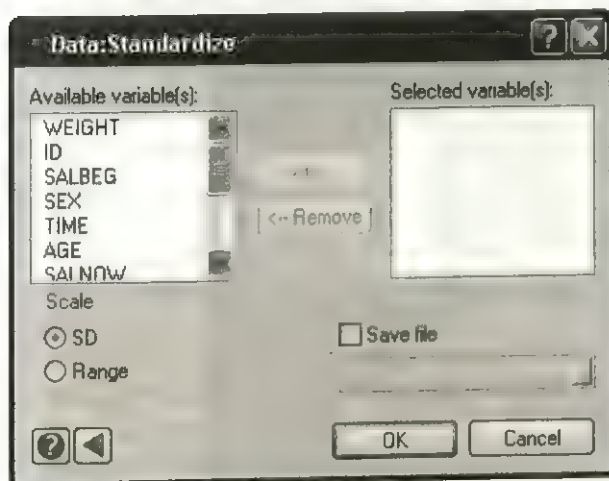 Data:Standardize
Available variable(s):
Selected variable(s):
WEIGHT
ID
SALBEG
SEX
TIME
AGE
SALNOW
<-- Remove
Scale
SD
Range
Save file
OK
Cancel